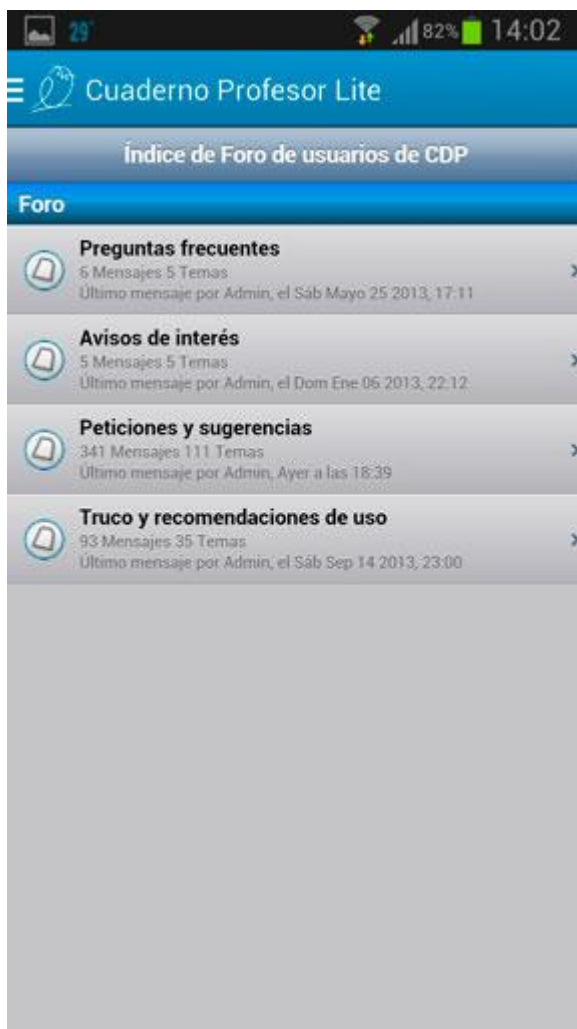 29°
82%
14:02
Cuaderno Profesor Lite
Índice de Foro de usuarios de CDP
Foro
Preguntas frecuentes
6 Mensajes 5 Temas
Último mensaje por Admin, el Sáb Mayo 25 2013, 17:11
Avisos de interés
5 Mensajes 5 Temas
Último mensaje por Admin, el Dom Ene 06 2013, 22:12
Peticiones y sugerencias
341 Mensajes 111 Temas
Último mensaje por Admin, Ayer a las 18:39
Truco y recomendaciones de uso
93 Mensajes 35 Temas
Último mensaje por Admin, el Sáb Sep 14 2013, 23:00